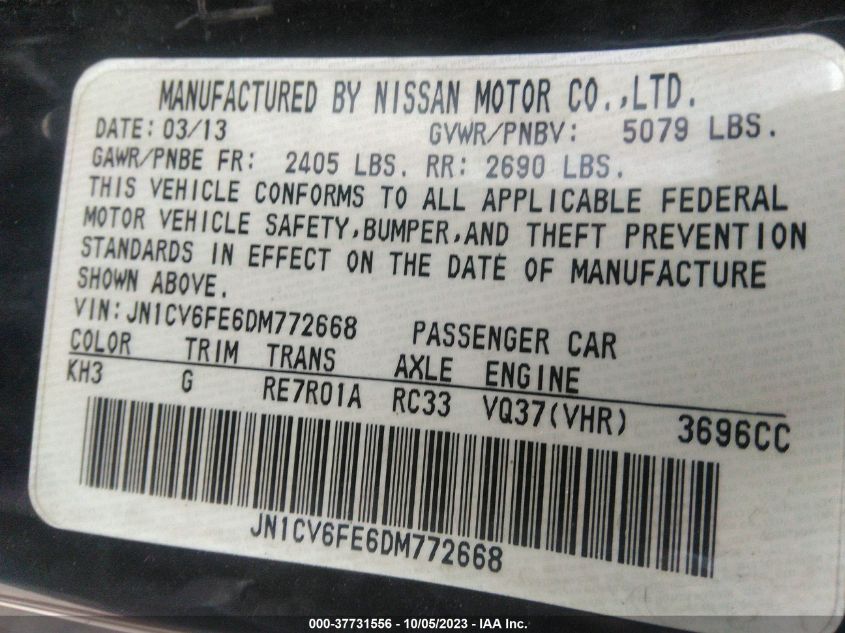 MANUFACTURED BY NISSAN MOTOR CO.,LTD.
DATE: 03/13 GVWR/PNBV: 5079 LBS.
GAWR/PNBE FR: 2405 LBS. RR: 2690 LBS.
THIS VEHICLE CONFORMS TO ALL APPLICABLE FEDERAL
MOTOR VEHICLE SAFETY,BUMPER,AND THEFT PREVENTION
STANDARDS IN EFFECT ON THE DATE OF MANUFACTURE
SHOWN ABOVE.
VIN:JN1CV6FE6DM772668 PASSENGER CAR
COLOR TRIM TRANS AXLE ENGINE
KH3 G RE7R01A RC33 VQ37(VHR) 3696CC
JN1CV6FE6DM772668
000-37731556 - 10/05/2023 - IAA Inc.